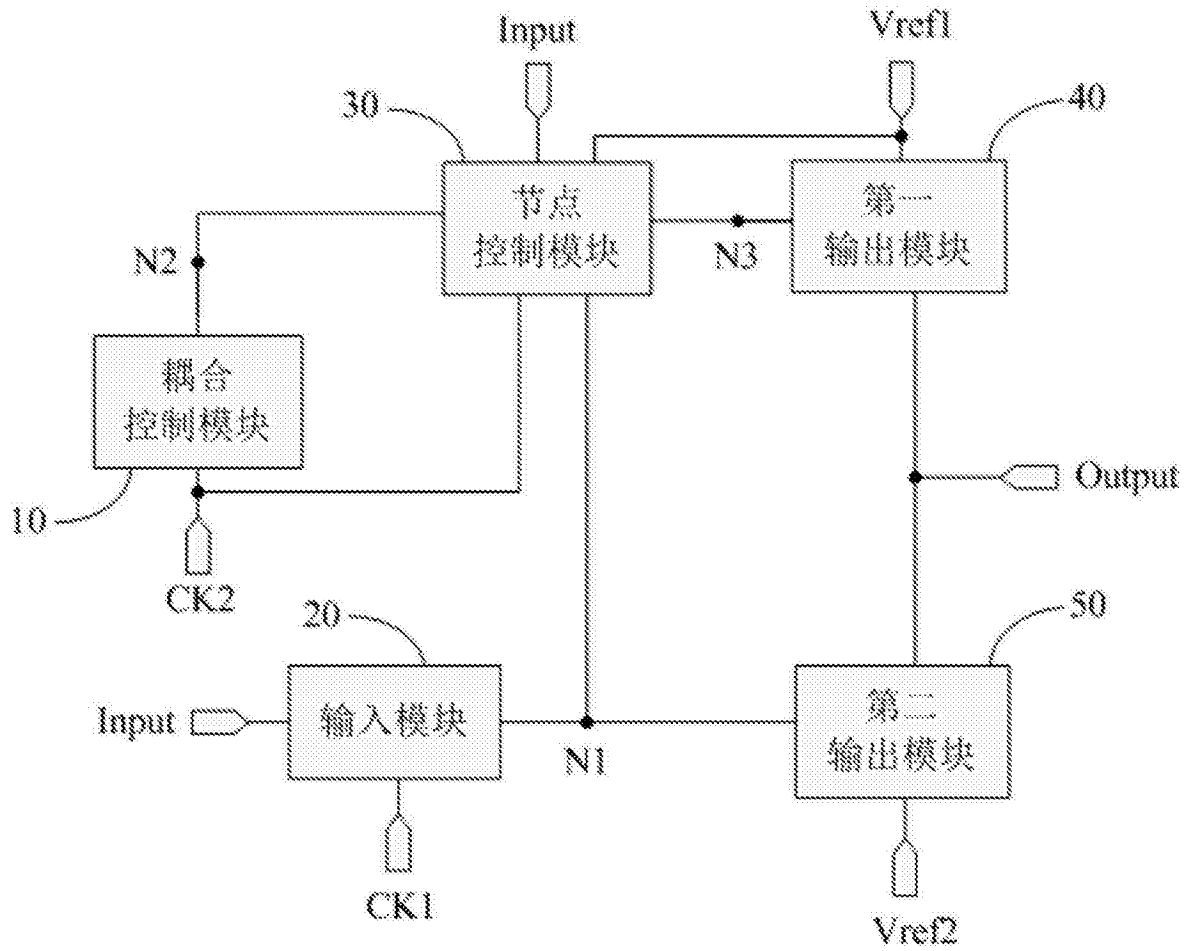 Input
Vref1
30
40
节点
控制模块
第一
输出模块
N2
N3
耦合
控制模块
10
CK2
Output
20
50
Input
输入模块
N1
第二
输出模块
CK1
Vref2